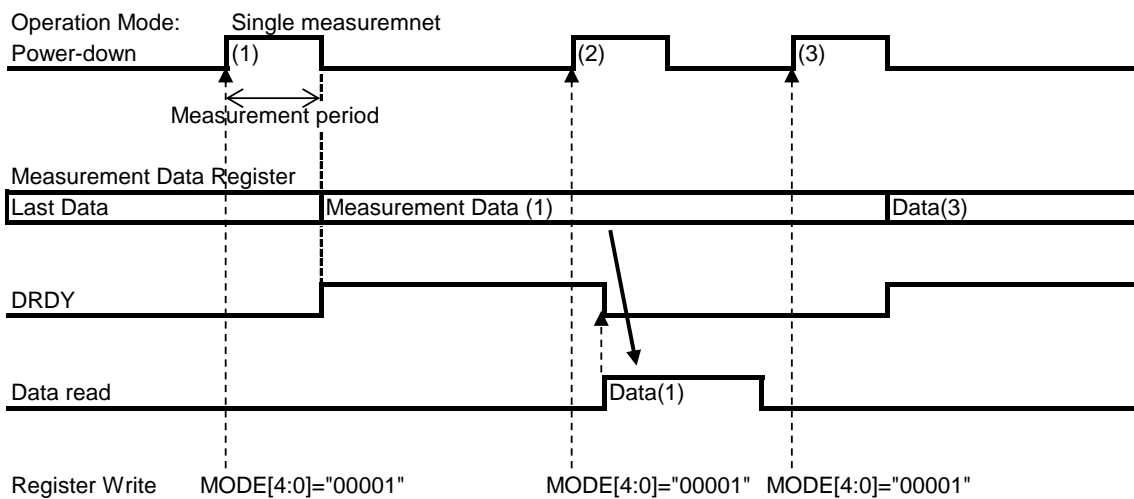 Operation Mode: Single measuremnet
Power-down (1) (2) (3)
Measurement period
Measurement Data Register
Last Data Measurement Data (1) Data(3)
DRDY
Data read Data(1)
Register Write MODE[4:0]="00001" MODE[4:0]="00001" MODE[4:0]="00001"